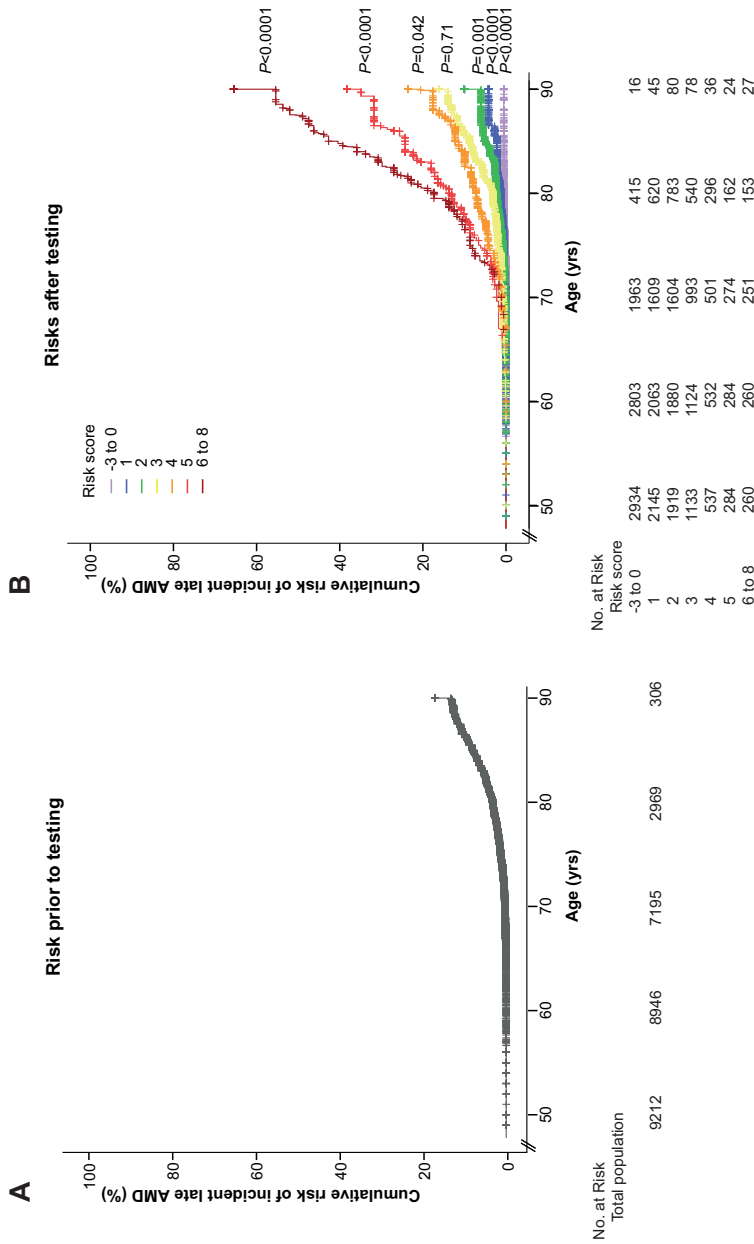 A
Risk prior to testing
Cumulative risk of incident late AMD (%)
100
80
60
40
20
0
50 60 70 80 90
Age (yrs)
No. at Risk
Total population
9212 8946 7195 2969 306
B
Risks after testing
Cumulative risk of incident late AMD (%)
100
80
60
40
20
0
Risk score
-3 to 0
1
2
3
4
5
6 to 8
P<0.0001
P<0.0001
P=0.042
P=0.71
P=0.001
P<0.0001
P<0.0001
50 60 70 80 90
Age (yrs)
No. at Risk
Risk score
-3 to 0 2934 2803 1963 415 16
1 2145 2063 1609 620 45
2 1919 1880 1604 783 80
3 1133 1124 993 540 78
4 537 532 501 296 36
5 284 284 274 162 24
6 to 8 260 260 251 153 27